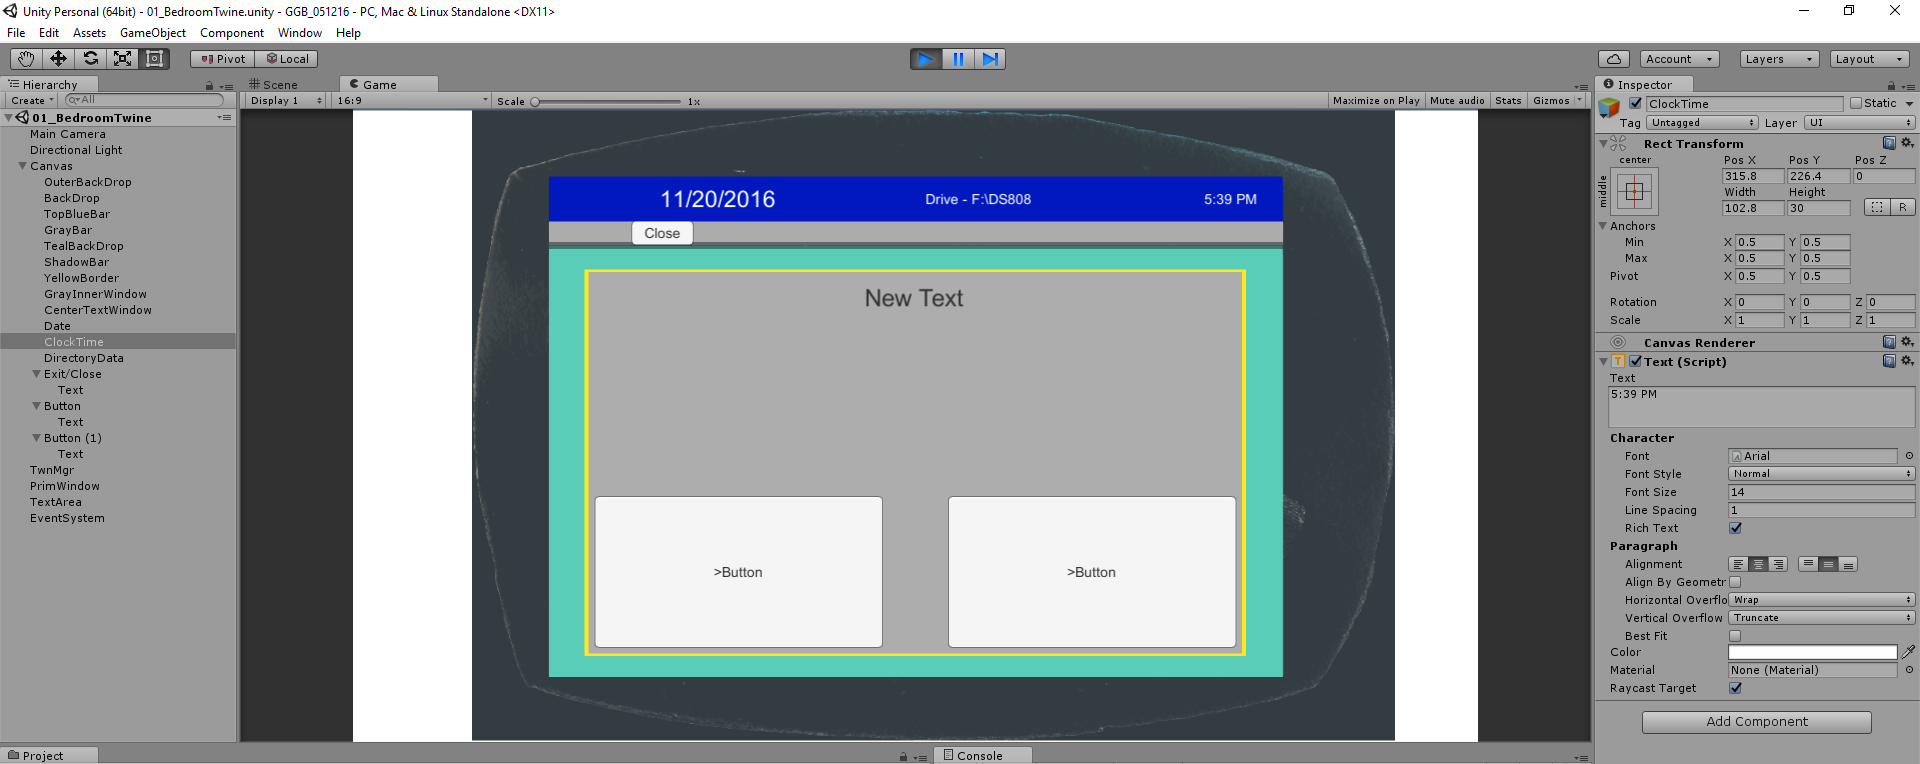 Unity Personal (64bit) - 01_BedroomTwine.unity - GGB_051216 - PC, Mac & Linux Standalone <DX11>
File Edit Assets GameObject Component Window Help
Pivot Local Account Layers Layout
Hierarchy
Create All
01_BedroomTwine
Main Camera
Directional Light
Canvas
OuterBackDrop
BackDrop
TopBlueBar
GrayBar
TealBackDrop
ShadowBar
YellowBorder
GrayInnerWindow
CenterTextWindow
Date
ClockTime
DirectoryData
Exit/Close
Text
Button
Text
Button (1)
Text
TwnMgr
PrimWindow
TextArea
EventSystem
Scene Game
Display 1 16:9 Scale 1x Maximize on Play Mute audio Stats Gizmos
11/20/2016 Drive - F:\DS808 5:39 PM
Close
New Text
>Button >Button
Inspector
ClockTime Static
Tag Untagged Layer UI
Rect Transform
center
middle
Pos X Pos Y Pos Z
315.8 226.4 0
Width Height
102.8 30 R
Anchors
Min X 0.5 Y 0.5
Max X 0.5 Y 0.5
Pivot X 0.5 Y 0.5
Rotation X 0 Y 0 Z 0
Scale X 1 Y 1 Z 1
Canvas Renderer
Text (Script)
Text
5:39 PM
Character
Font Arial
Font Style Normal
Font Size 14
Line Spacing 1
Rich Text
Paragraph
Alignment
Align By Geometr
Horizontal Overflo Wrap
Vertical Overflow Truncate
Best Fit
Color
Material None (Material)
Raycast Target
Add Component
Project Console